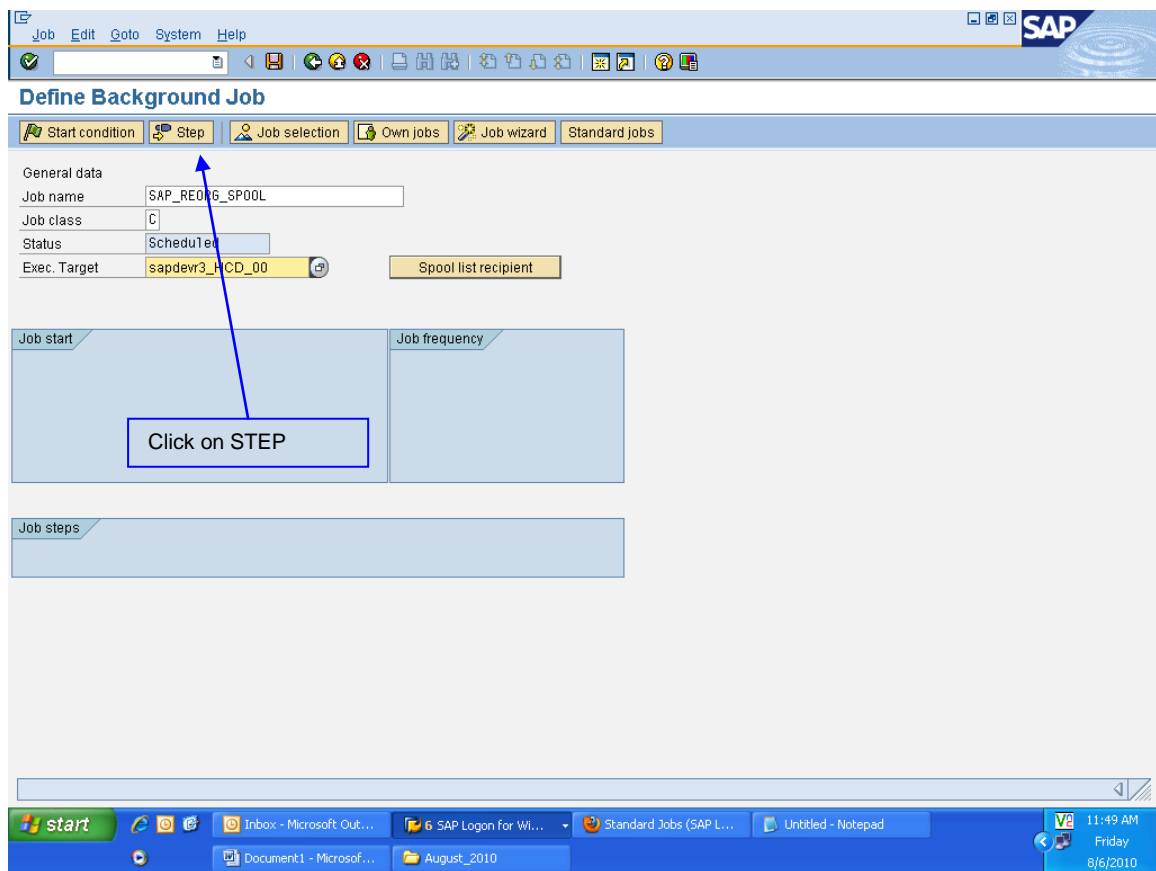 Job Edit Goto System Help
SAP
Define Background Job
Start condition Step Job selection Own jobs Job wizard Standard jobs
General data
Job name SAP_REORG_SPOOL
Job class C
Status Scheduled
Exec. Target sapdevr3_HCD_00 Spool list recipient
Job start Job frequency
Click on STEP
Job steps
start Inbox - Microsoft Out... 6 SAP Logon for Wi... Standard Jobs (SAP L... Untitled - Notepad 11:49 AM
Document1 - Microsof... August_2010 Friday
8/6/2010